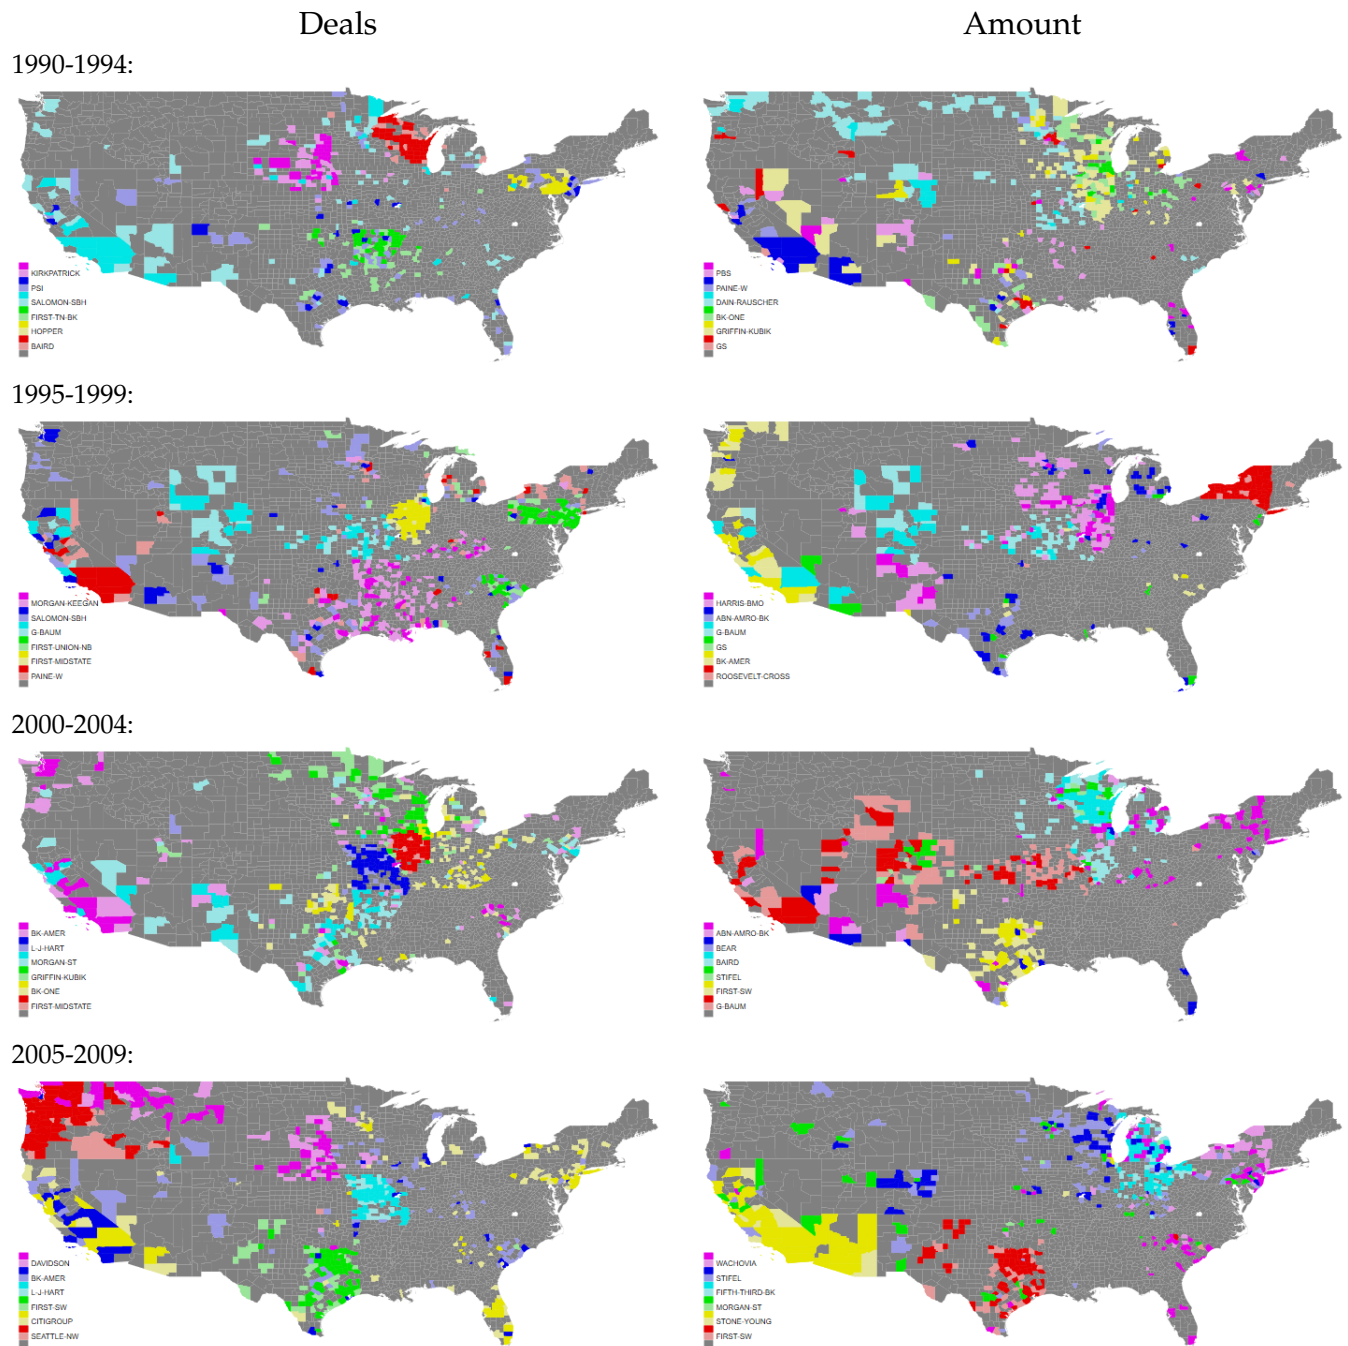 Deals
Amount
1990-1994:
KIRKPATRICK
PSI
SALOMON-SBH
FIRST-TN-BK
HOPPER
BAIRD
PBS
PAINE-W
DAIN-RAUSCHER
BK-ONE
GRIFFIN-KUBIK
GS
1995-1999:
MORGAN-KEEGAN
SALOMON-SBH
G-BAUM
FIRST-UNION-NB
FIRST-MIDSTATE
PAINE-W
HARRIS-BMO
ABN-AMRO-BK
G-BAUM
GS
BK-AMER
ROOSEVELT-CROSS
2000-2004:
BK-AMER
L-J-HART
MORGAN-ST
GRIFFIN-KUBIK
BK-ONE
FIRST-MIDSTATE
ABN-AMRO-BK
BEAR
BAIRD
STIFEL
FIRST-SW
G-BAUM
2005-2009:
DAVIDSON
BK-AMER
L-J-HART
FIRST-SW
CITIGROUP
SEATTLE-NW
WACHOVIA
STIFEL
FIFTH-THIRD-BK
MORGAN-ST
STONE-YOUNG
FIRST-SW